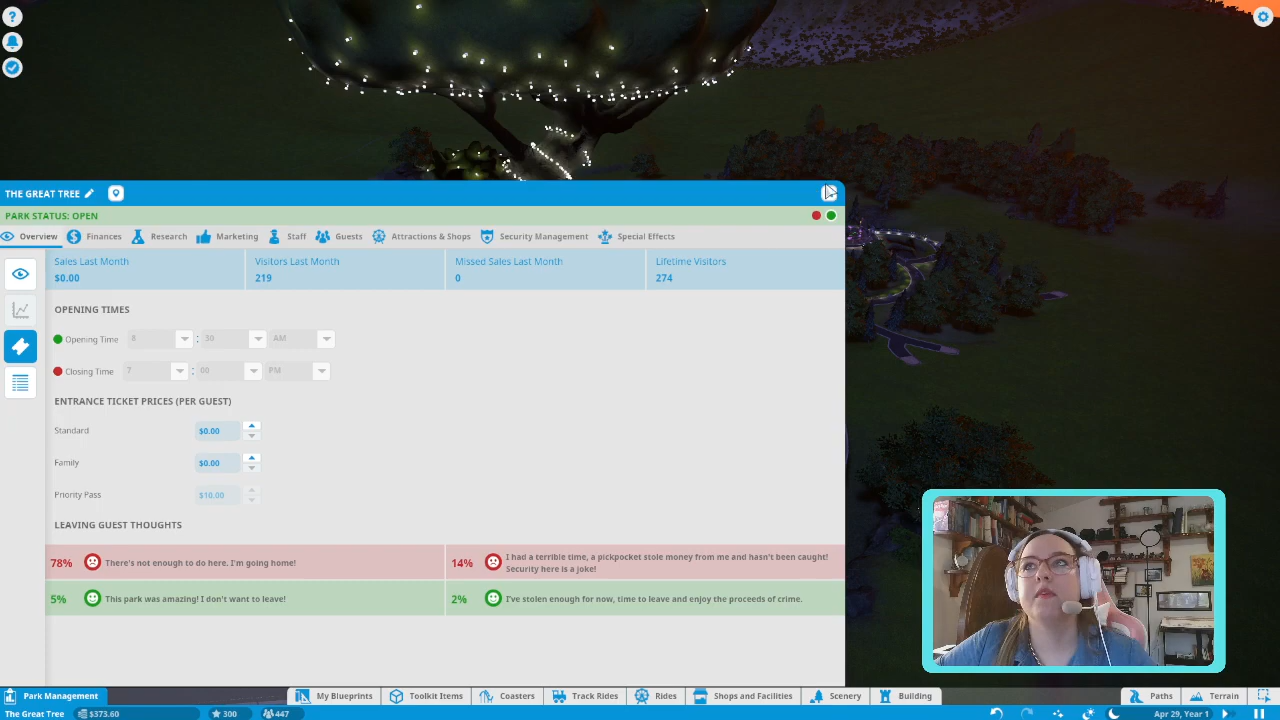 THE GREAT TREE
PARK STATUS: OPEN
Overview Finances Research Marketing Staff Guests Attractions & Shops Security Management Special Effects
Sales Last Month Visitors Last Month Missed Sales Last Month Lifetime Visitors
$0.00 219 0 274
OPENING TIMES
Opening Time 8 : 30 AM
Closing Time 7 : 00 PM
ENTRANCE TICKET PRICES (PER GUEST)
Standard $0.00
Family $0.00
Priority Pass $10.00
LEAVING GUEST THOUGHTS
78% There's not enough to do here. I'm going home!
14% I had a terrible time, a pickpocket stole money from me and hasn't been caught!
Security here is a joke!
5% This park was amazing! I don't want to leave!
2% I've stolen enough for now, time to leave and enjoy the proceeds of crime.
Park Management My Blueprints Toolkit Items Coasters Track Rides Rides Shops and Facilities Scenery Building Paths Terrain
The Great Tree $373.60 300 447 Apr 29, Year 1